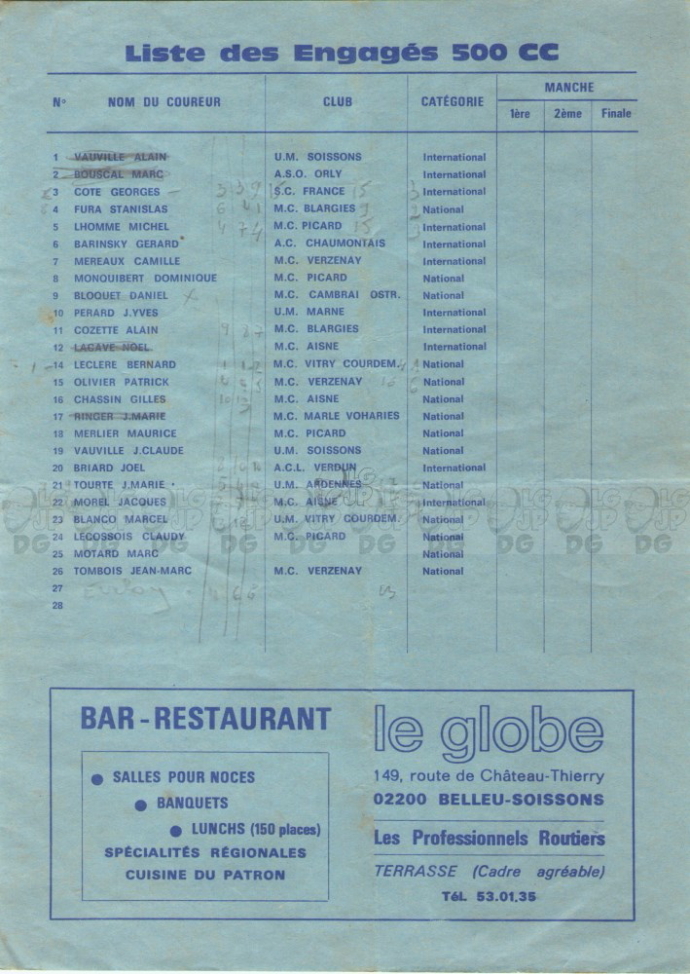 Liste des Engagés 500 CC
N° NOM DU COUREUR CLUB CATÉGORIE MANCHE
1ère 2ème Finale
1 VAUVILLE ALAIN U.M. SOISSONS International
2 BOUSCAL MARC A.S.O. ORLY International
3 COTE GEORGES S.C. FRANCE International
4 FURA STANISLAS M.C. BLARGIES National
5 LHOMME MICHEL M.C. PICARD International
6 BARINSKY GERARD A.C. CHAUMONTAIS International
7 MEREAUX CAMILLE M.C. VERZENAY International
8 MONQUIBERT DOMINIQUE M.C. PICARD National
9 BLOQUET DANIEL M.C. CAMBRAI OSTR. National
10 PERARD J.YVES U.M. MARNE International
11 COZETTE ALAIN M.C. BLARGIES International
12 LACAVE NOEL M.C. AISNE International
14 LECLERE BERNARD M.C. VITRY COURDEM. National
15 OLIVIER PATRICK M.C. VERZENAY National
16 CHASSIN GILLES M.C. AISNE National
17 RINGER J.MARIE M.C. MARLE VOHARIES National
18 MERLIER MAURICE M.C. PICARD National
19 VAUVILLE J.CLAUDE U.M. SOISSONS National
20 BRIARD JOEL A.C.L. VERDUN International
21 TOURTE J.MARIE U.M. ARDENNES National
22 MOREL JACQUES M.C. AISNE International
23 BLANCO MARCEL U.M. VITRY COURDEM. National
24 LECOSSOIS CLAUDY M.C. PICARD National
25 MOTARD MARC National
26 TOMBOIS JEAN-MARC M.C. VERZENAY National
27
28
BAR-RESTAURANT
● SALLES POUR NOCES
● BANQUETS
● LUNCHS (150 places)
SPÉCIALITÉS RÉGIONALES
CUISINE DU PATRON
le globe
149, route de Château-Thierry
02200 BELLEU-SOISSONS
Les Professionnels Routiers
TERRASSE (Cadre agréable)
Tél. 53.01.35